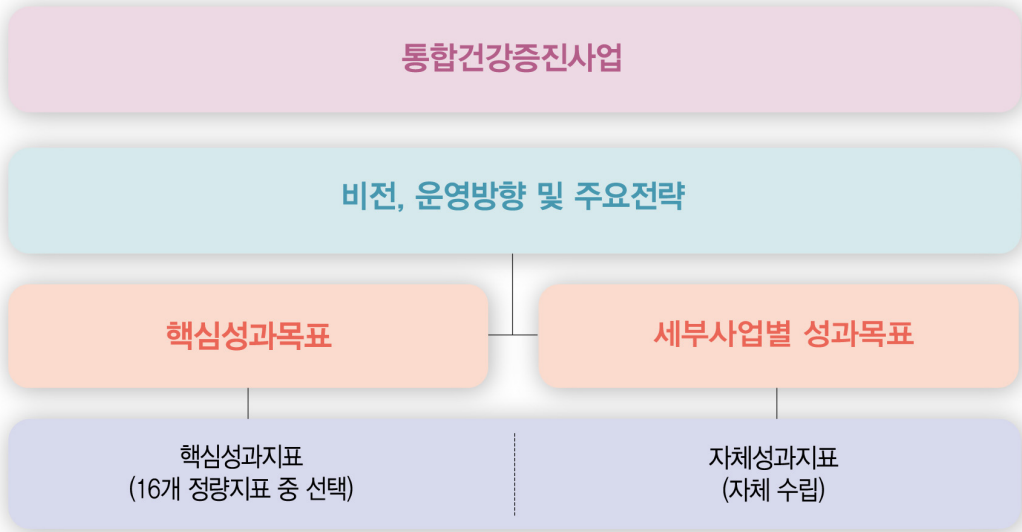 통합건강증진사업
비전, 운영방향 및 주요전략
핵심성과목표
세부사업별 성과목표
핵심성과지표
(16개 정량지표 중 선택)
자체성과지표
(자체 수립)